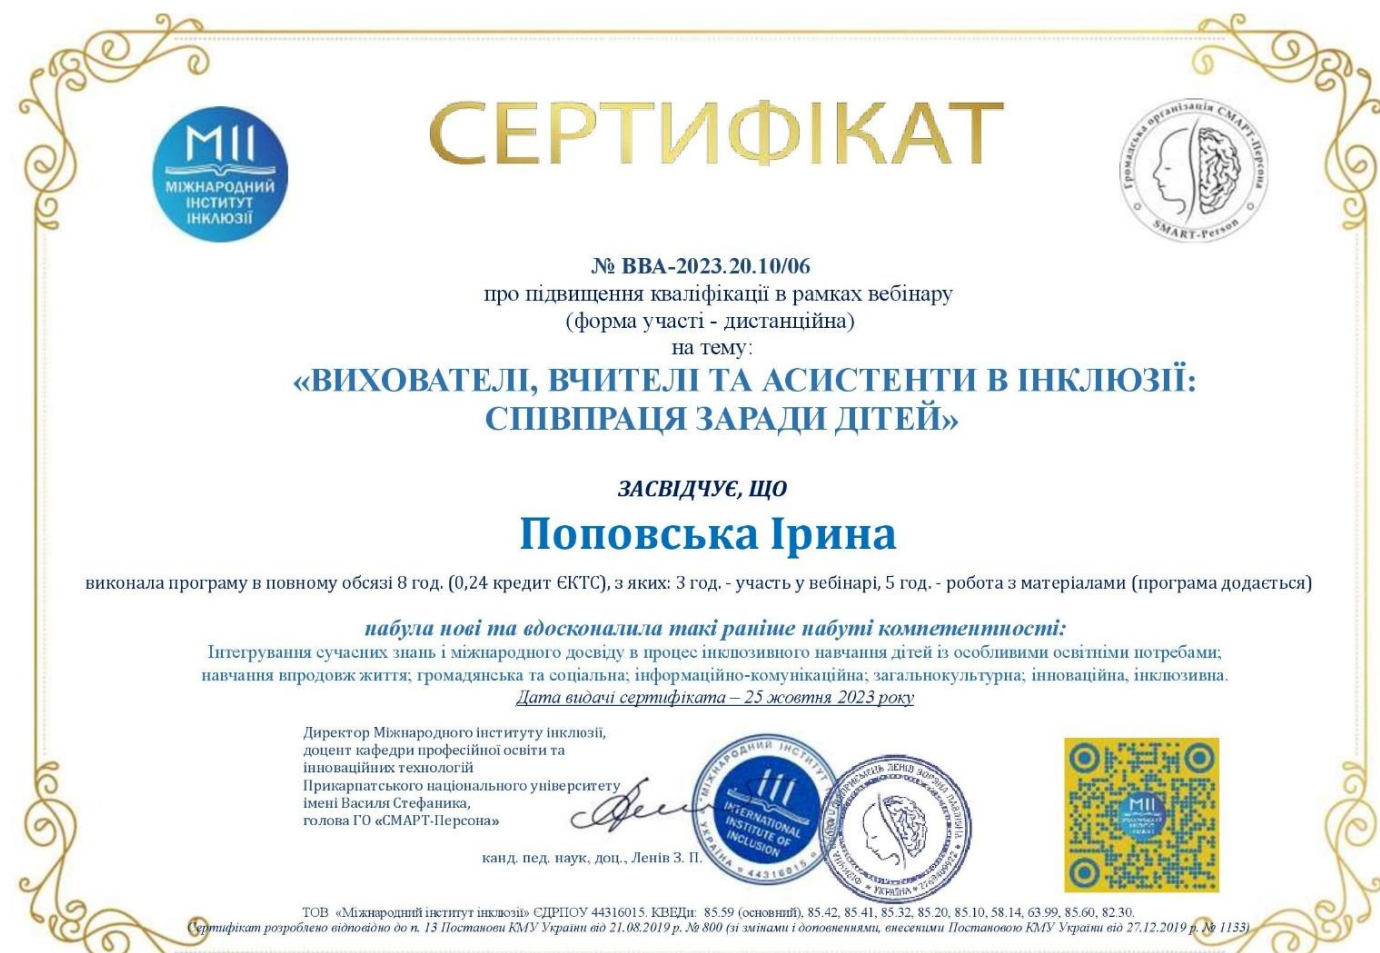 СЕРТИФІКАТ
МІІ
МІЖНАРОДНИЙ
ІНСТИТУТ
ІНКЛЮЗІЇ
Громадська організація СМАРТ-Персона
SMART-Person
№ ВВА-2023.20.10/06
про підвищення кваліфікації в рамках вебінару
(форма участі - дистанційна)
на тему:
«ВИХОВАТЕЛІ, ВЧИТЕЛІ ТА АСИСТЕНТИ В ІНКЛЮЗІЇ:
СПІВПРАЦЯ ЗАРАДИ ДІТЕЙ»
ЗАСВІДЧУЄ, ЩО
Поповська Ірина
виконала програму в повному обсязі 8 год. (0,24 кредит ЄКТС), з яких: 3 год. - участь у вебінарі, 5 год. - робота з матеріалами (програма додається)
набула нові та вдосконалила такі раніше набуті компетентності:
Інтегрування сучасних знань і міжнародного досвіду в процес інклюзивного навчання дітей із особливими освітніми потребами;
навчання впродовж життя; громадянська та соціальна; інформаційно-комунікаційна; загальнокультурна; інноваційна, інклюзивна.
Дата видачі сертифіката – 25 жовтня 2023 року
Директор Міжнародного інституту інклюзії,
доцент кафедри професійної освіти та
інноваційних технологій
Прикарпатського національного університету
імені Василя Стефаника,
голова ГО «СМАРТ-Персона»
канд. пед. наук, доц., Ленів З. П.
МІЖНАРОДНИЙ ІНСТИТУТ
INTERNATIONAL
INSTITUTE OF
INCLUSION
УКРАЇНА * 44316015 *
ЛЕНІВ ЗОРЯНА ПАВЛІВНА
УКРАЇНА
МІІ
ТОВ «Міжнародний інститут інклюзії» ЄДРПОУ 44316015. КВЕДи: 85.59 (основний), 85.42, 85.41, 85.32, 85.20, 85.10, 58.14, 63.99, 85.60, 82.30.
Сертифікат розроблено відповідно до п. 13 Постанови КМУ України від 21.08.2019 р. № 800 (зі змінами і доповненнями, внесеними Постановою КМУ України від 27.12.2019 р. № 1133)